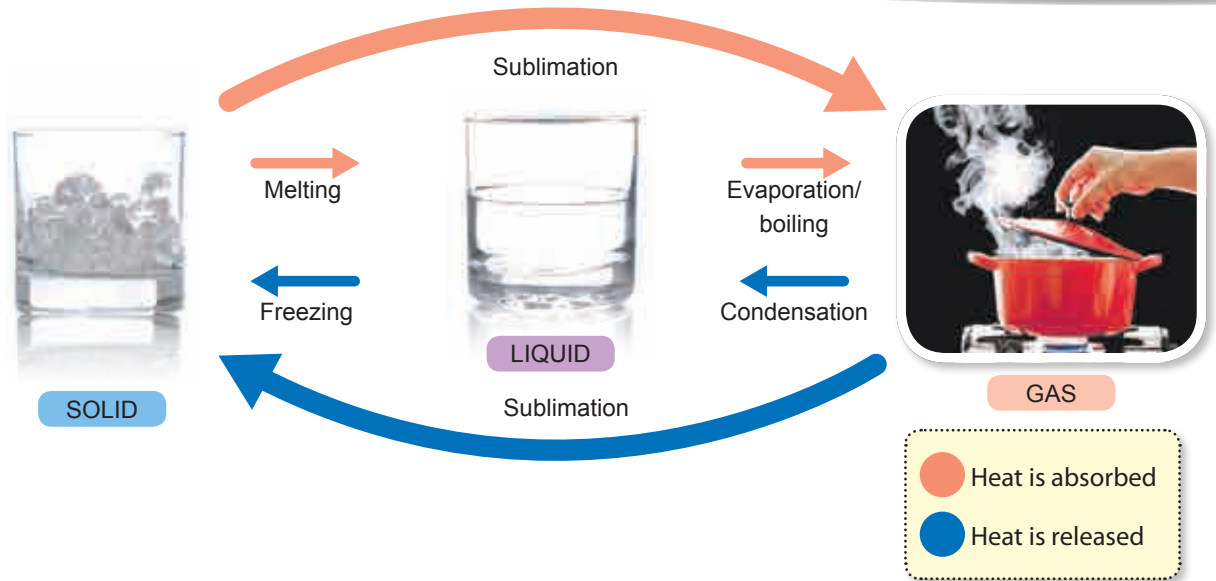 Sublimation
Melting
Evaporation/
boiling
Freezing
Condensation
LIQUID
SOLID
Sublimation
GAS
Heat is absorbed
Heat is released